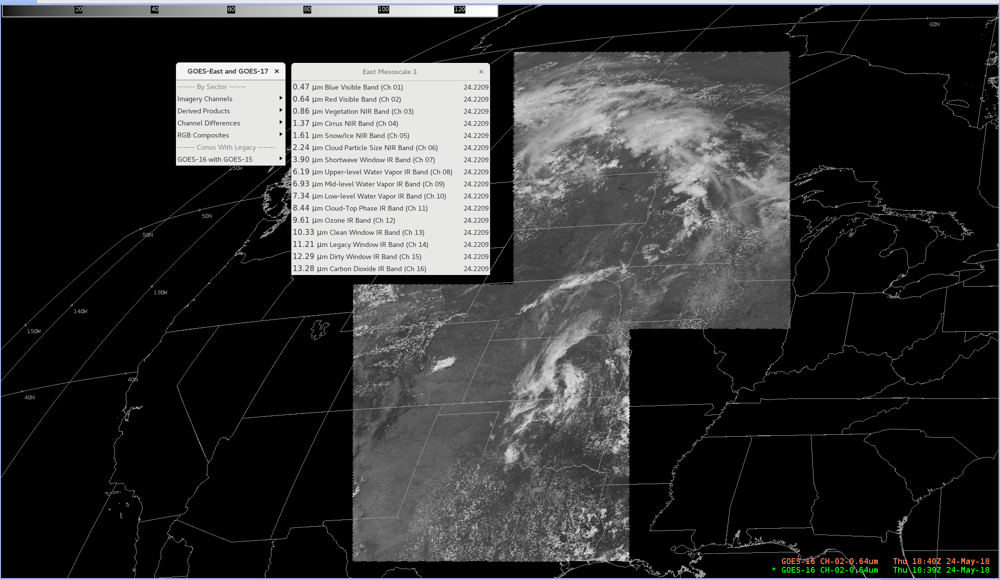 20 40 60 80 100 120
60N
GOES-East and GOES-17 ×
------ By Sector ------
Imagery Channels
Derived Products
Channel Differences
RGB Composites
------ Conus With Legacy ------
GOES-16 with GOES-15
East Mesoscale 1 ×
0.47 µm Blue Visible Band (Ch 01) 24.2209
0.64 µm Red Visible Band (Ch 02) 24.2209
0.86 µm Vegetation NIR Band (Ch 03) 24.2209
1.37 µm Cirrus NIR Band (Ch 04) 24.2209
1.61 µm Snow/Ice NIR Band (Ch 05) 24.2209
2.24 µm Cloud Particle Size NIR Band (Ch 06) 24.2209
3.90 µm Shortwave Window IR Band (Ch 07) 24.2209
6.19 µm Upper-level Water Vapor IR Band (Ch 08) 24.2209
6.93 µm Mid-level Water Vapor IR Band (Ch 09) 24.2209
7.34 µm Low-level Water Vapor IR Band (Ch 10) 24.2209
8.44 µm Cloud-Top Phase IR Band (Ch 11) 24.2209
9.61 µm Ozone IR Band (Ch 12) 24.2209
10.33 µm Clean Window IR Band (Ch 13) 24.2209
11.21 µm Legacy Window IR Band (Ch 14) 24.2209
12.29 µm Dirty Window IR Band (Ch 15) 24.2209
13.28 µm Carbon Dioxide IR Band (Ch 16) 24.2209
150W
50N
50N
130W
140W
150W
40N
40N
GOES-16 CH-02-0.64um Thu 18:40Z 24-May-18
* GOES-16 CH-02-0.64um Thu 18:39Z 24-May-18